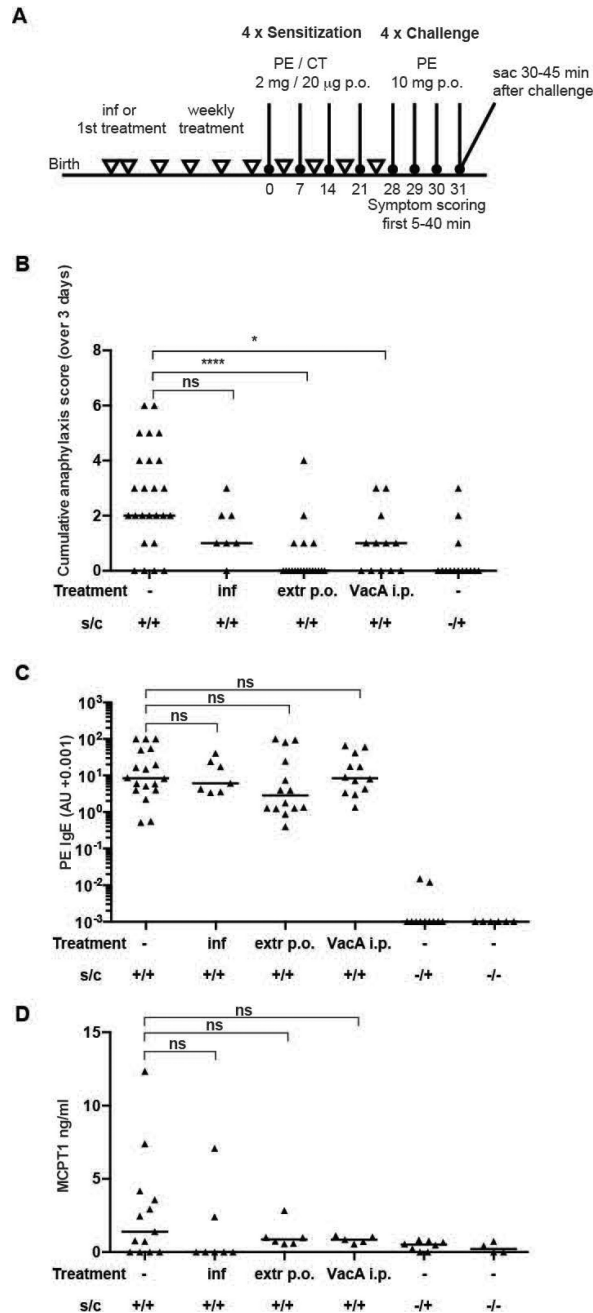 A
4 x Sensitization 4 x Challenge
PE / CT PE
2 mg / 20 µg p.o. 10 mg p.o.
sac 30-45 min
after challenge
inf or weekly
1st treatment treatment
Birth
0 7 14 21 28 29 30 31
Symptom scoring
first 5-40 min
B
Cumulative anaphylaxis score (over 3 days)
8
6
4
2
0
*
****
ns
Treatment - inf extr p.o. VacA i.p. -
s/c +/+ +/+ +/+ +/+ -/+
C
PE IgE (AU +0.001)
10³
10²
10¹
10⁰
10⁻¹
10⁻²
10⁻³
ns
ns
ns
Treatment - inf extr p.o. VacA i.p. - -
s/c +/+ +/+ +/+ +/+ -/+ -/-
D
MCPT1 ng/ml
15
10
5
0
ns
ns
ns
Treatment - inf extr p.o. VacA i.p. - -
s/c +/+ +/+ +/+ +/+ -/+ -/-